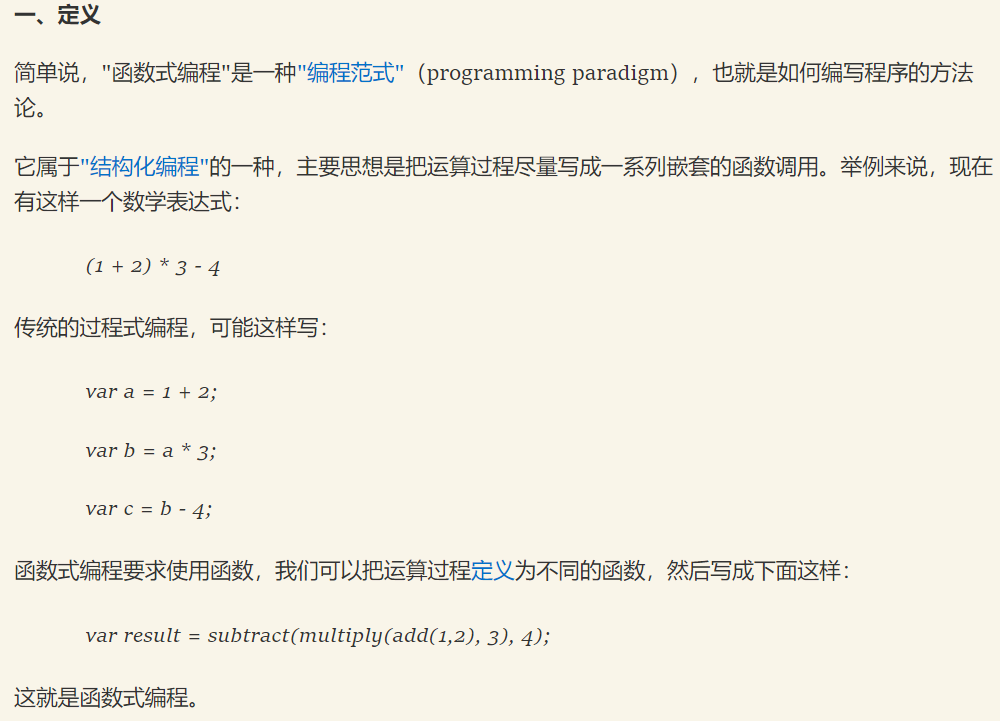 一、定义
简单说，"函数式编程"是一种"编程范式"（programming paradigm），也就是如何编写程序的方法
论。
它属于"结构化编程"的一种，主要思想是把运算过程尽量写成一系列嵌套的函数调用。举例来说，现在
有这样一个数学表达式：
(1 + 2) * 3 - 4
传统的过程式编程，可能这样写：
var a = 1 + 2;
var b = a * 3;
var c = b - 4;
函数式编程要求使用函数，我们可以把运算过程定义为不同的函数，然后写成下面这样：
var result = subtract(multiply(add(1,2), 3), 4);
这就是函数式编程。